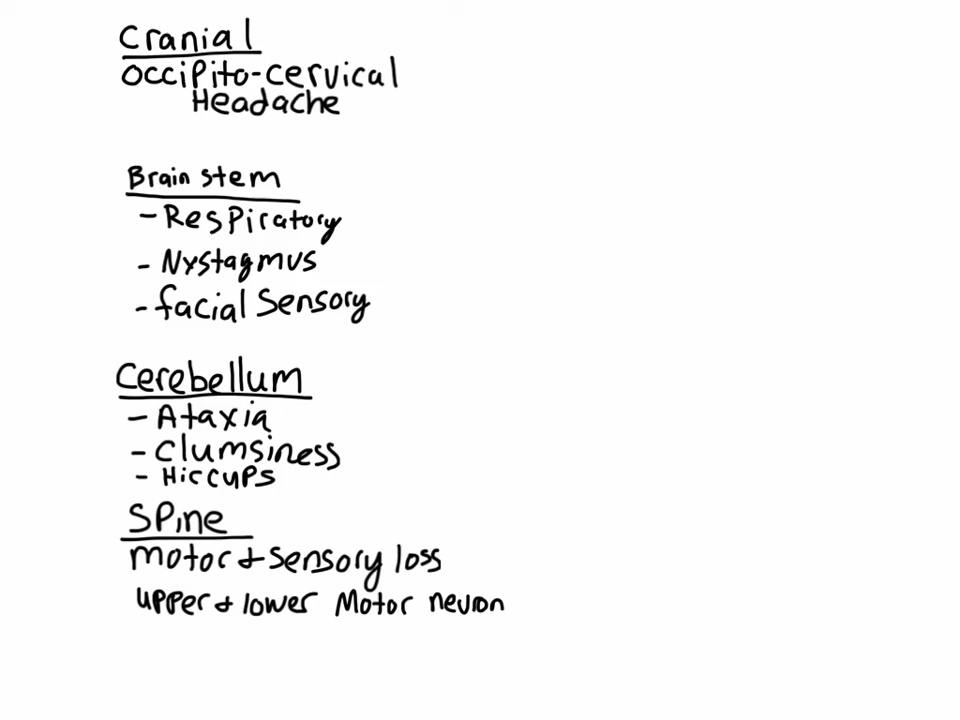 Cranial
Occipito-cervical
Headache
Brain stem
- Respiratory
- Nystagmus
- facial Sensory
Cerebellum
- Ataxia
- Clumsiness
- Hiccups
Spine
Motor & Sensory loss
upper & lower Motor neuron